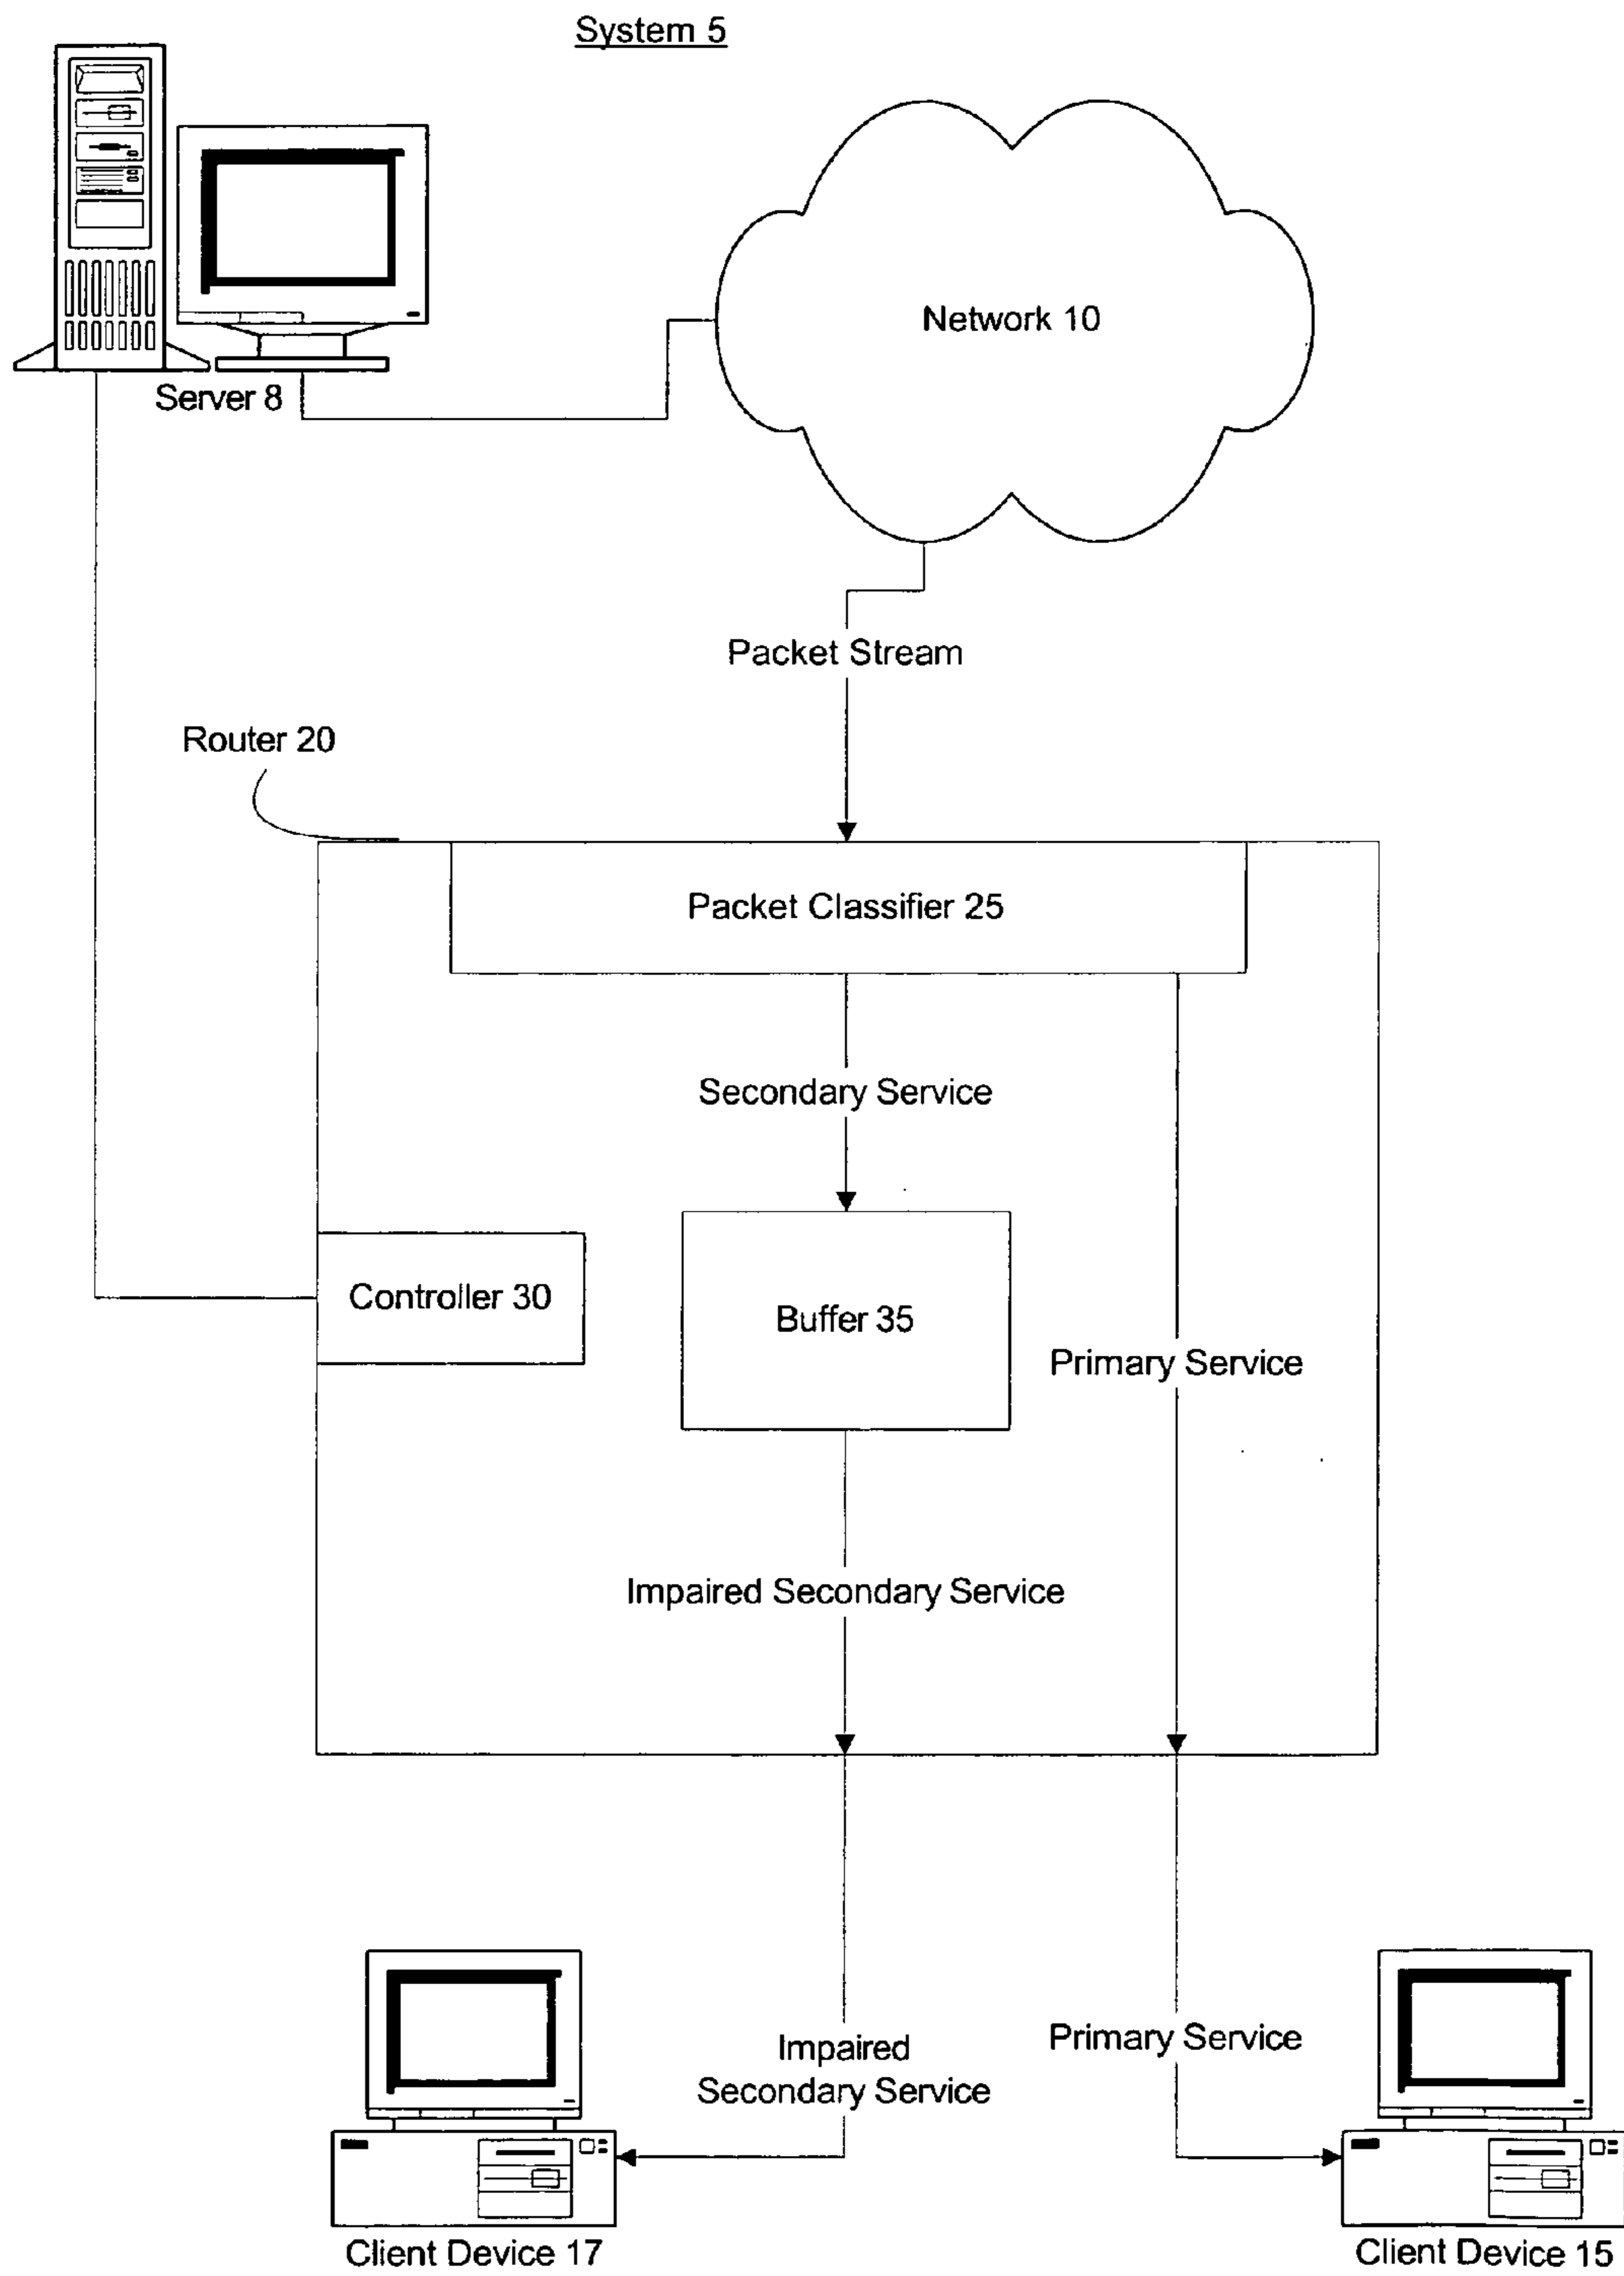 System 5
Network 10
Server 8
Packet Stream
Router 20
Packet Classifier 25
Secondary Service
Controller 30
Buffer 35
Primary Service
Impaired Secondary Service
Impaired
Secondary Service
Primary Service
Client Device 17
Client Device 15